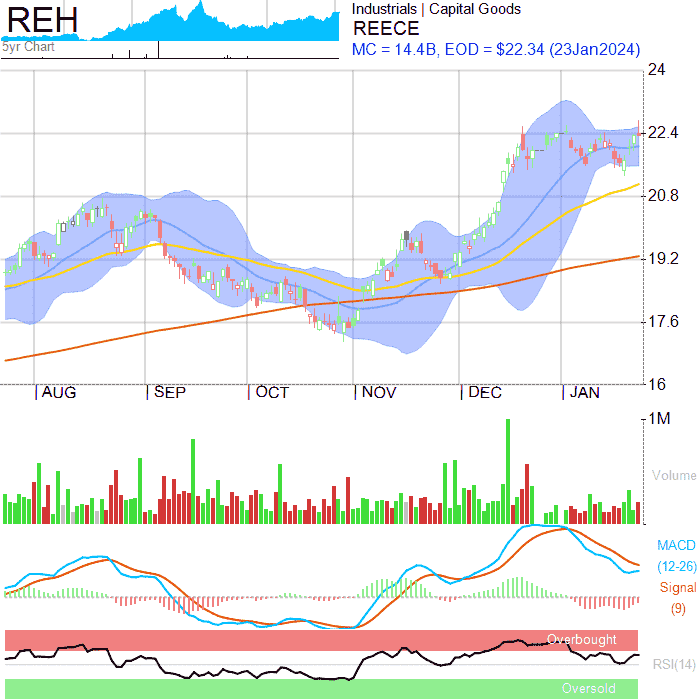 REH
5yr Chart
Industrials | Capital Goods
REECE
MC = 14.4B, EOD = $22.34 (23Jan2024)
24
22.4
20.8
19.2
17.6
16
AUG SEP OCT NOV DEC JAN
1M
Volume
MACD
(12-26)
Signal
(9)
Overbought
RSI(14)
Oversold